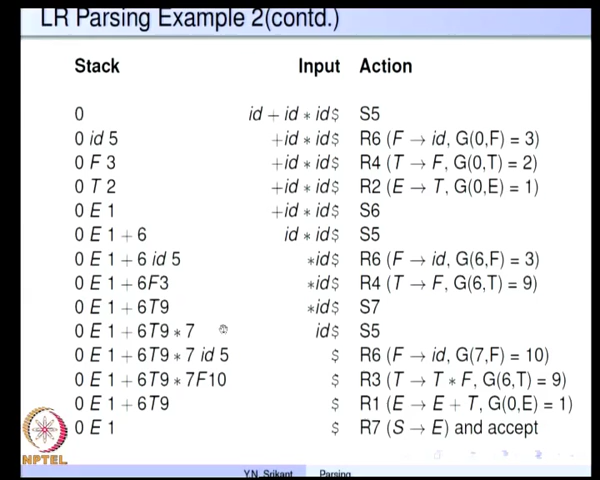 LR Parsing Example 2(contd.)
Stack Input Action
0 id + id * id$ S5
0 id 5 +id * id$ R6 (F → id, G(0,F) = 3)
0 F 3 +id * id$ R4 (T → F, G(0,T) = 2)
0 T 2 +id * id$ R2 (E → T, G(0,E) = 1)
0 E 1 +id * id$ S6
0 E 1 + 6 id * id$ S5
0 E 1 + 6 id 5 *id$ R6 (F → id, G(6,F) = 3)
0 E 1 + 6F3 *id$ R4 (T → F, G(6,T) = 9)
0 E 1 + 6T9 *id$ S7
0 E 1 + 6T9 * 7 id$ S5
0 E 1 + 6T9 * 7 id 5 $ R6 (F → id, G(7,F) = 10)
0 E 1 + 6T9 * 7F10 $ R3 (T → T * F, G(6,T) = 9)
0 E 1 + 6T9 $ R1 (E → E + T, G(0,E) = 1)
0 E 1 $ R7 (S → E) and accept
NPTEL
Y.N. Srikant Parsing